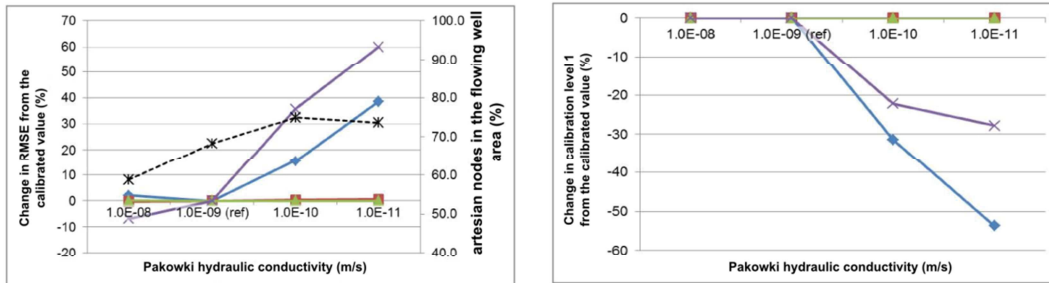 Change in RMSE from the
calibrated value (%)
70
60
50
40
30
20
10
0
-10
-20
1.0E-08
1.0E-09 (ref)
1.0E-10
1.0E-11
Pakowki hydraulic conductivity (m/s)
100.0
90.0
80.0
70.0
60.0
50.0
40.0
artesian nodes in the flowing well
area (%)
Change in calibration level 1
from the calibrated value (%)
0
-10
-20
-30
-40
-50
-60
1.0E-08
1.0E-09 (ref)
1.0E-10
1.0E-11
Pakowki hydraulic conductivity (m/s)